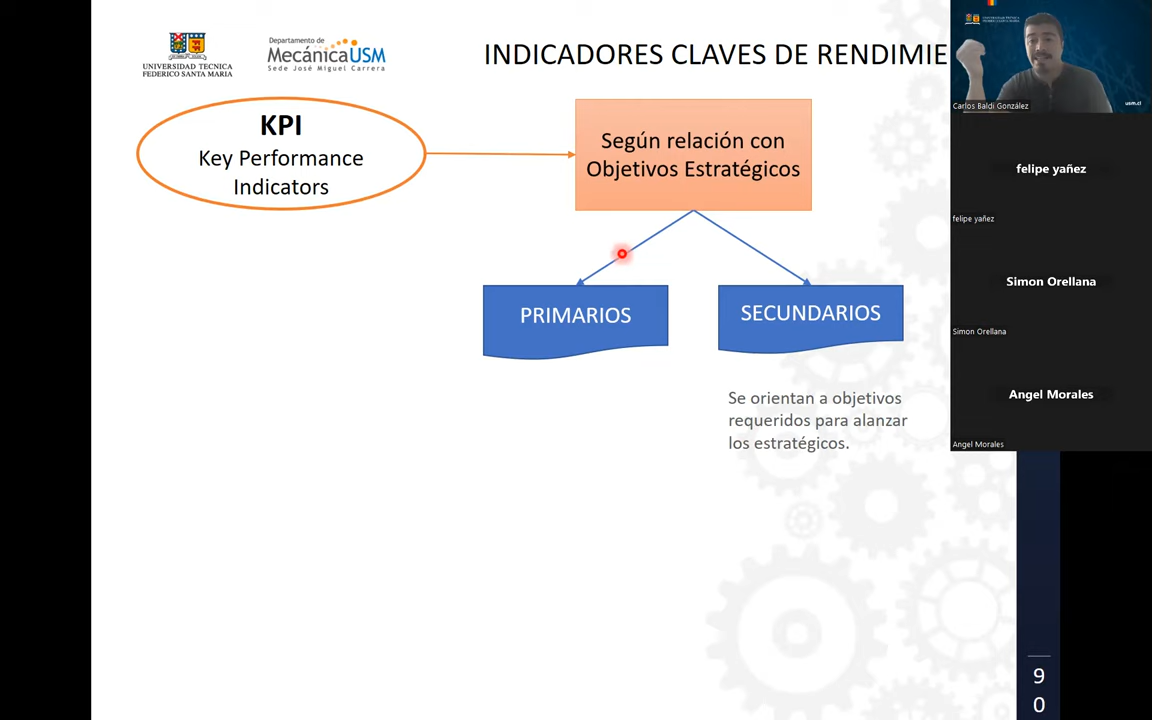 UNIVERSIDAD TECNICA
FEDERICO SANTA MARIA
Departamento de
MecánicaUSM
Sede José Miguel Carrera
INDICADORES CLAVES DE RENDIMIE
KPI
Key Performance
Indicators
Según relación con
Objetivos Estratégicos
PRIMARIOS
SECUNDARIOS
Se orientan a objetivos
requeridos para alanzar
los estratégicos.
usm.cl
Carlos Baldi González
felipe yañez
felipe yañez
Simon Orellana
Simon Orellana
Angel Morales
Angel Morales
9
0